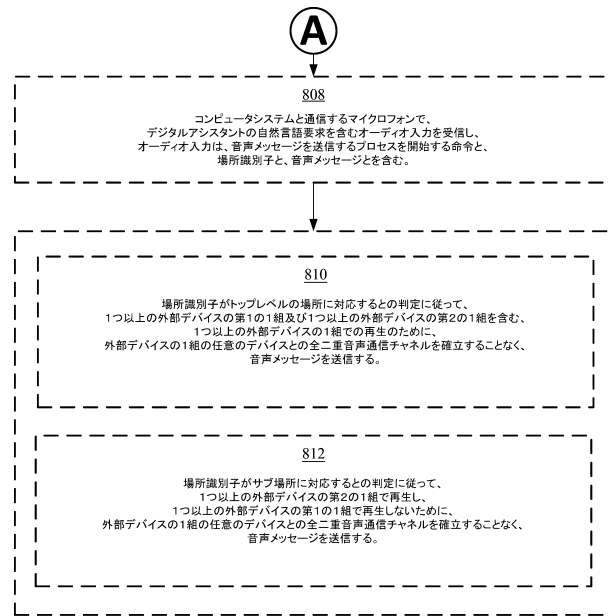 A
808
コンピュータシステムと通信するマイクロフォンで、
デジタルアシスタントの自然言語要求を含むオーディオ入力を受信し、
オーディオ入力は、音声メッセージを送信するプロセスを開始する命令と、
場所識別子と、音声メッセージとを含む。
810
場所識別子がトップレベルの場所に対応するとの判定に従って、
1つ以上の外部デバイスの第1の1組及び1つ以上の外部デバイスの第2の1組を含む、
1つ以上の外部デバイスの1組での再生のために、
外部デバイスの1組の任意のデバイスとの全二重音声通信チャネルを確立することなく、
音声メッセージを送信する。
812
場所識別子がサブ場所に対応するとの判定に従って、
1つ以上の外部デバイスの第2の1組で再生し、
1つ以上の外部デバイスの第1の1組で再生しないために、
外部デバイスの1組の任意のデバイスとの全二重音声通信チャネルを確立することなく、
音声メッセージを送信する。